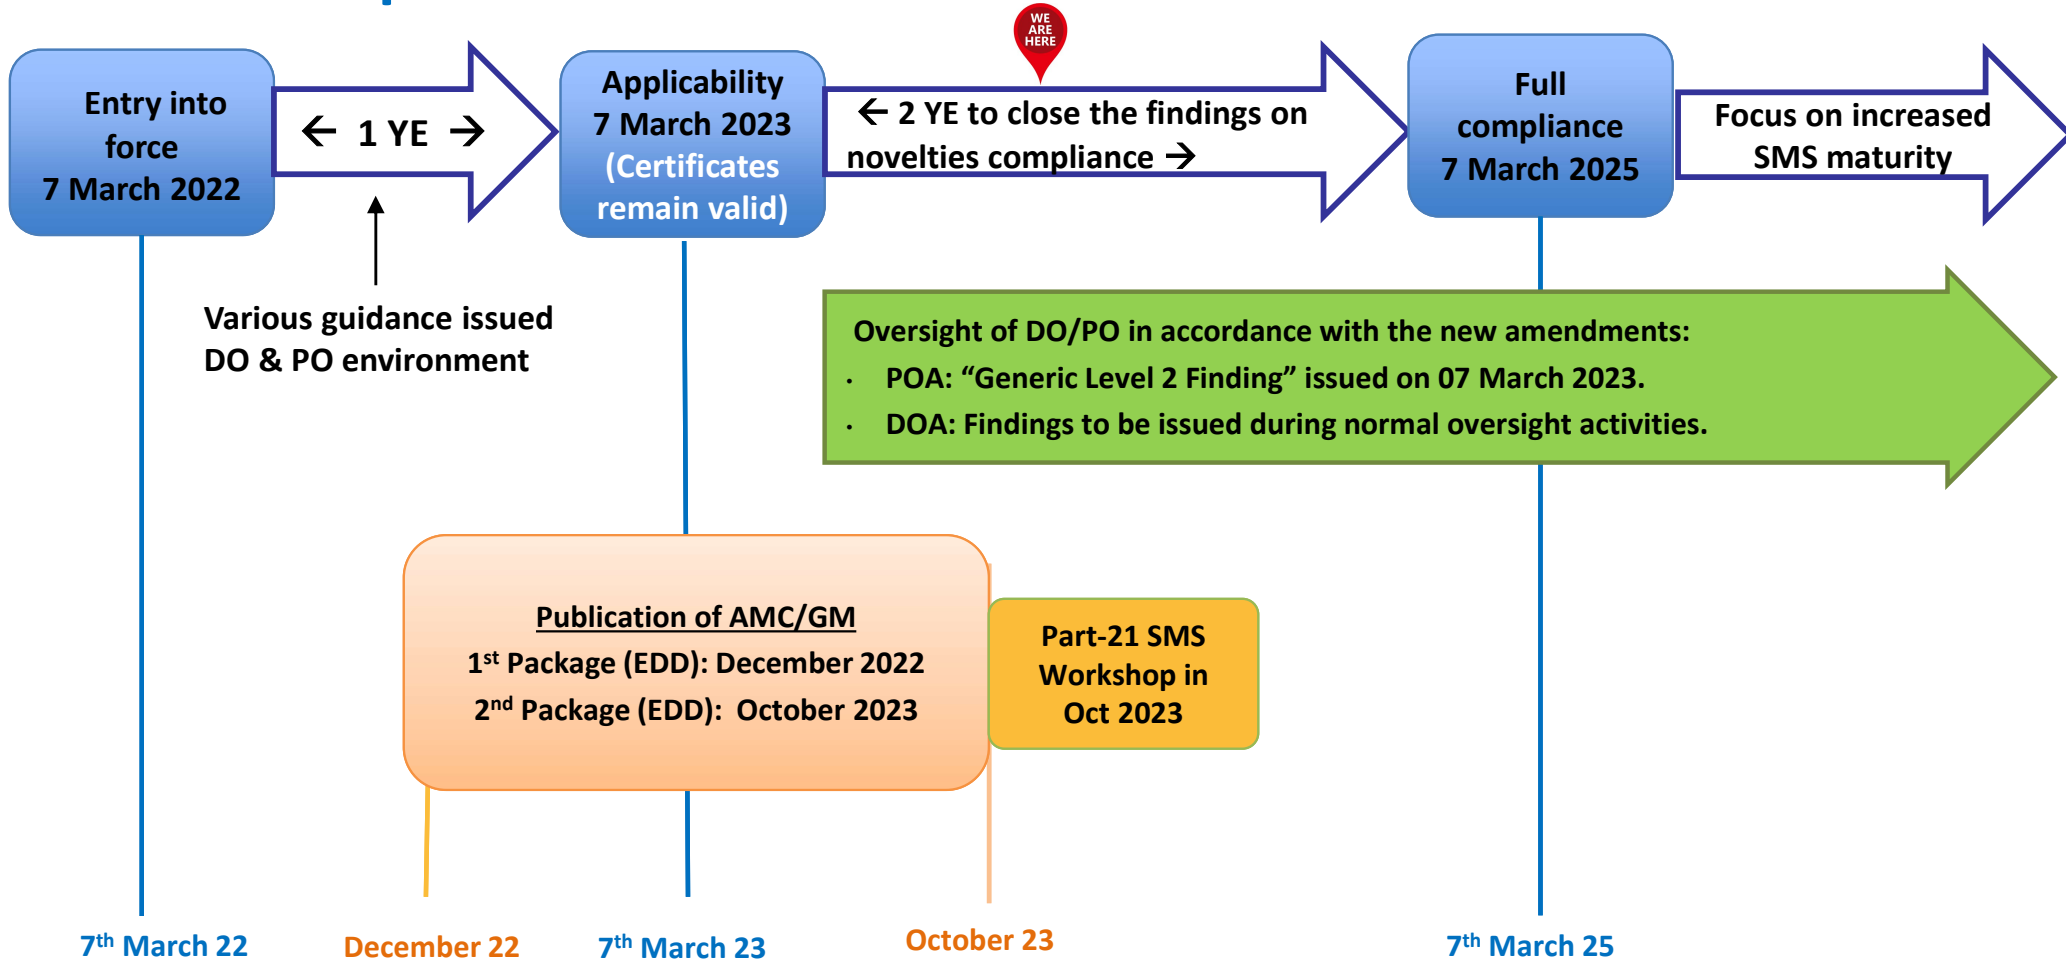 WE
ARE
HERE
Entry into
force
7 March 2022
← 1 YE →
Applicability
7 March 2023
(Certificates
remain valid)
← 2 YE to close the findings on
novelties compliance →
Full
compliance
7 March 2025
Focus on increased
SMS maturity
Various guidance issued
DO & PO environment
Oversight of DO/PO in accordance with the new amendments:
· POA: “Generic Level 2 Finding” issued on 07 March 2023.
· DOA: Findings to be issued during normal oversight activities.
Publication of AMC/GM
1st Package (EDD): December 2022
2nd Package (EDD): October 2023
Part-21 SMS
Workshop in
Oct 2023
7th March 22
December 22
7th March 23
October 23
7th March 25